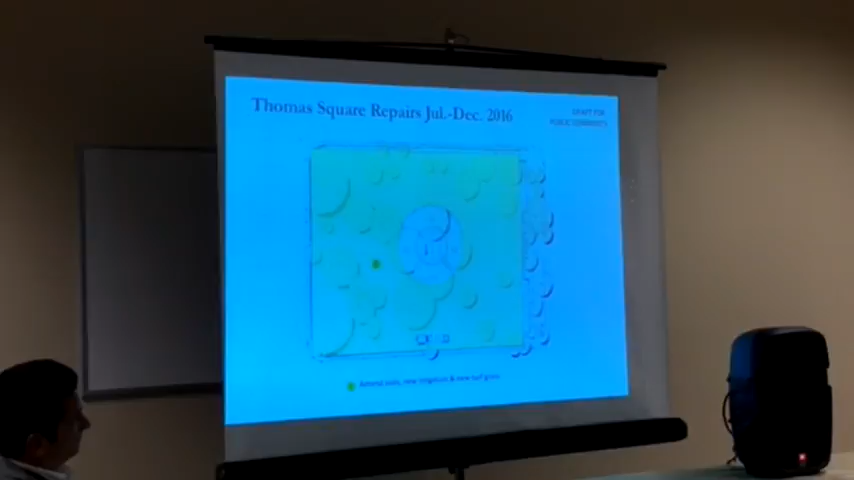 Thomas Square Repairs Jul.-Dec. 2016
DRAFT FOR
PUBLIC COMMENTS
Amend soils, new irrigation & new turf grass